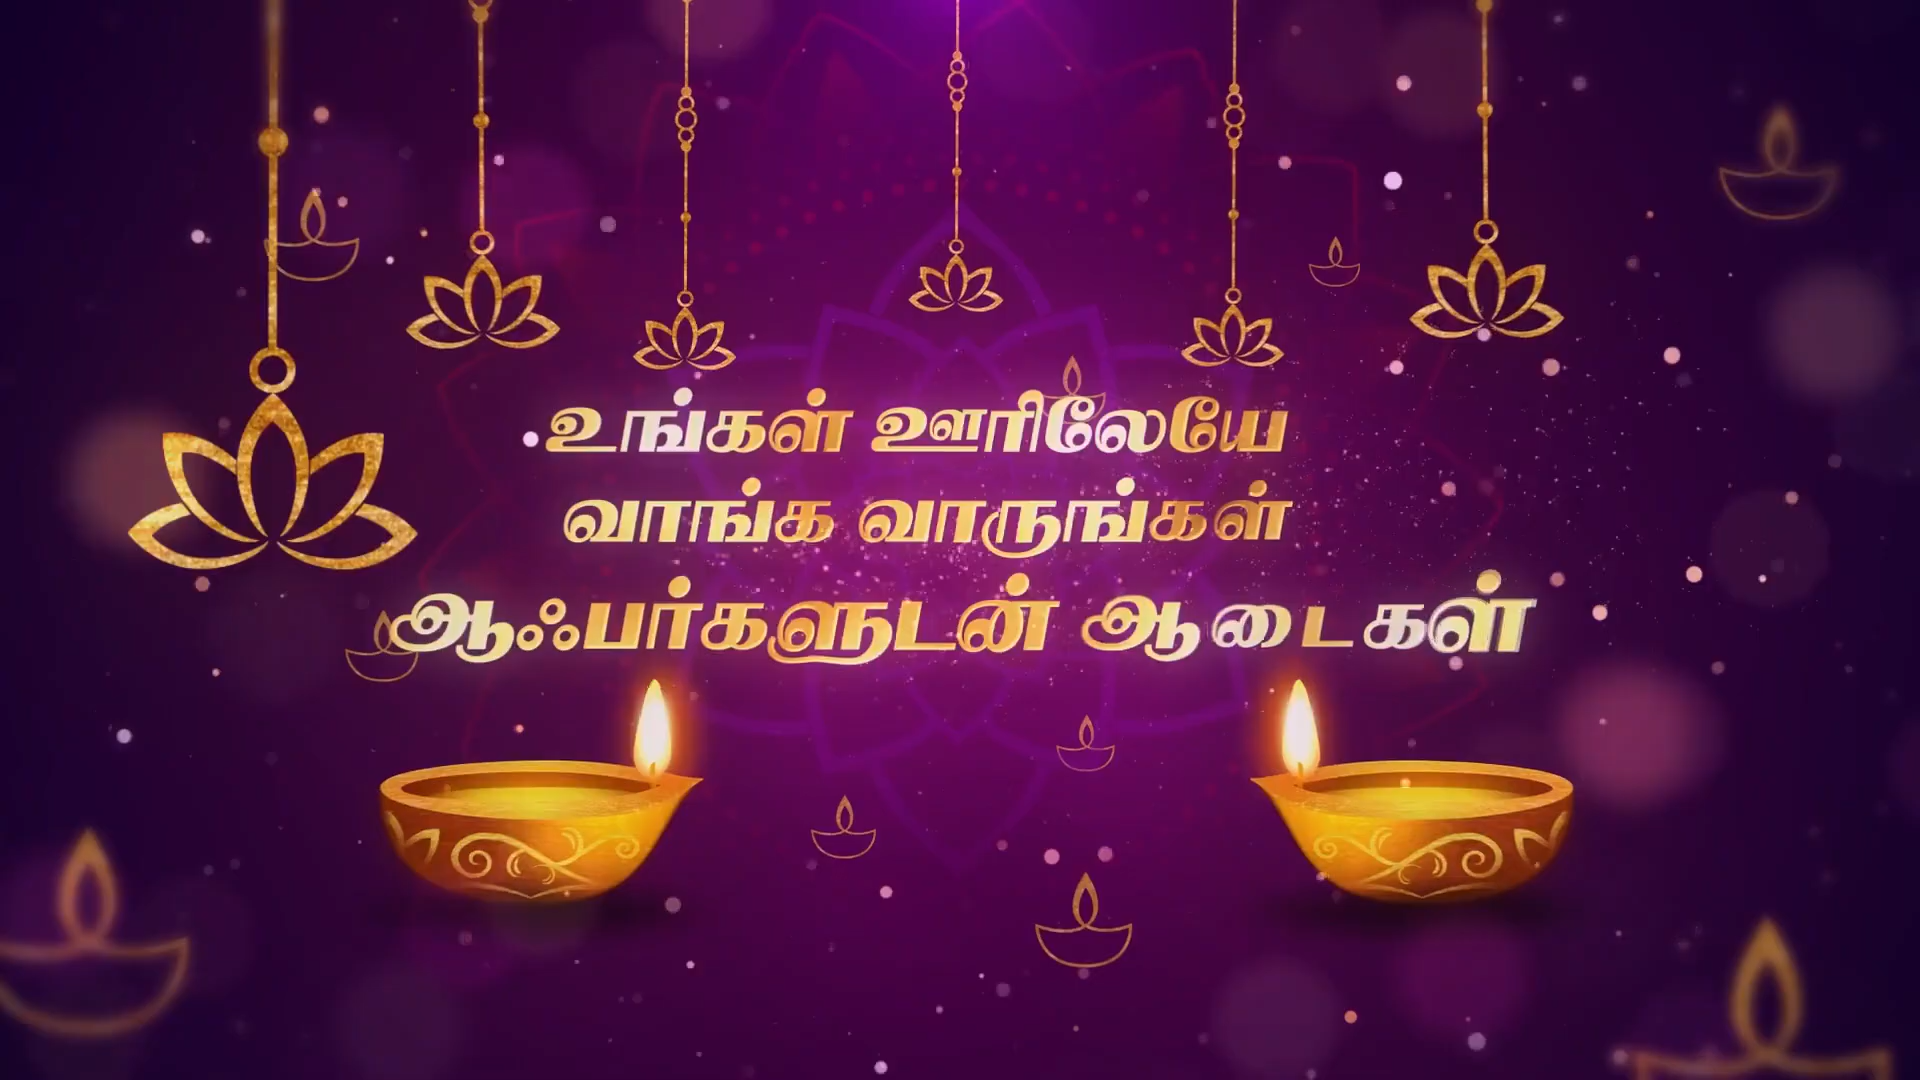 உங்கள் ஊரிலேயே
வாங்க வாருங்கள்
ஆஃபர்களுடன் ஆடைகள்